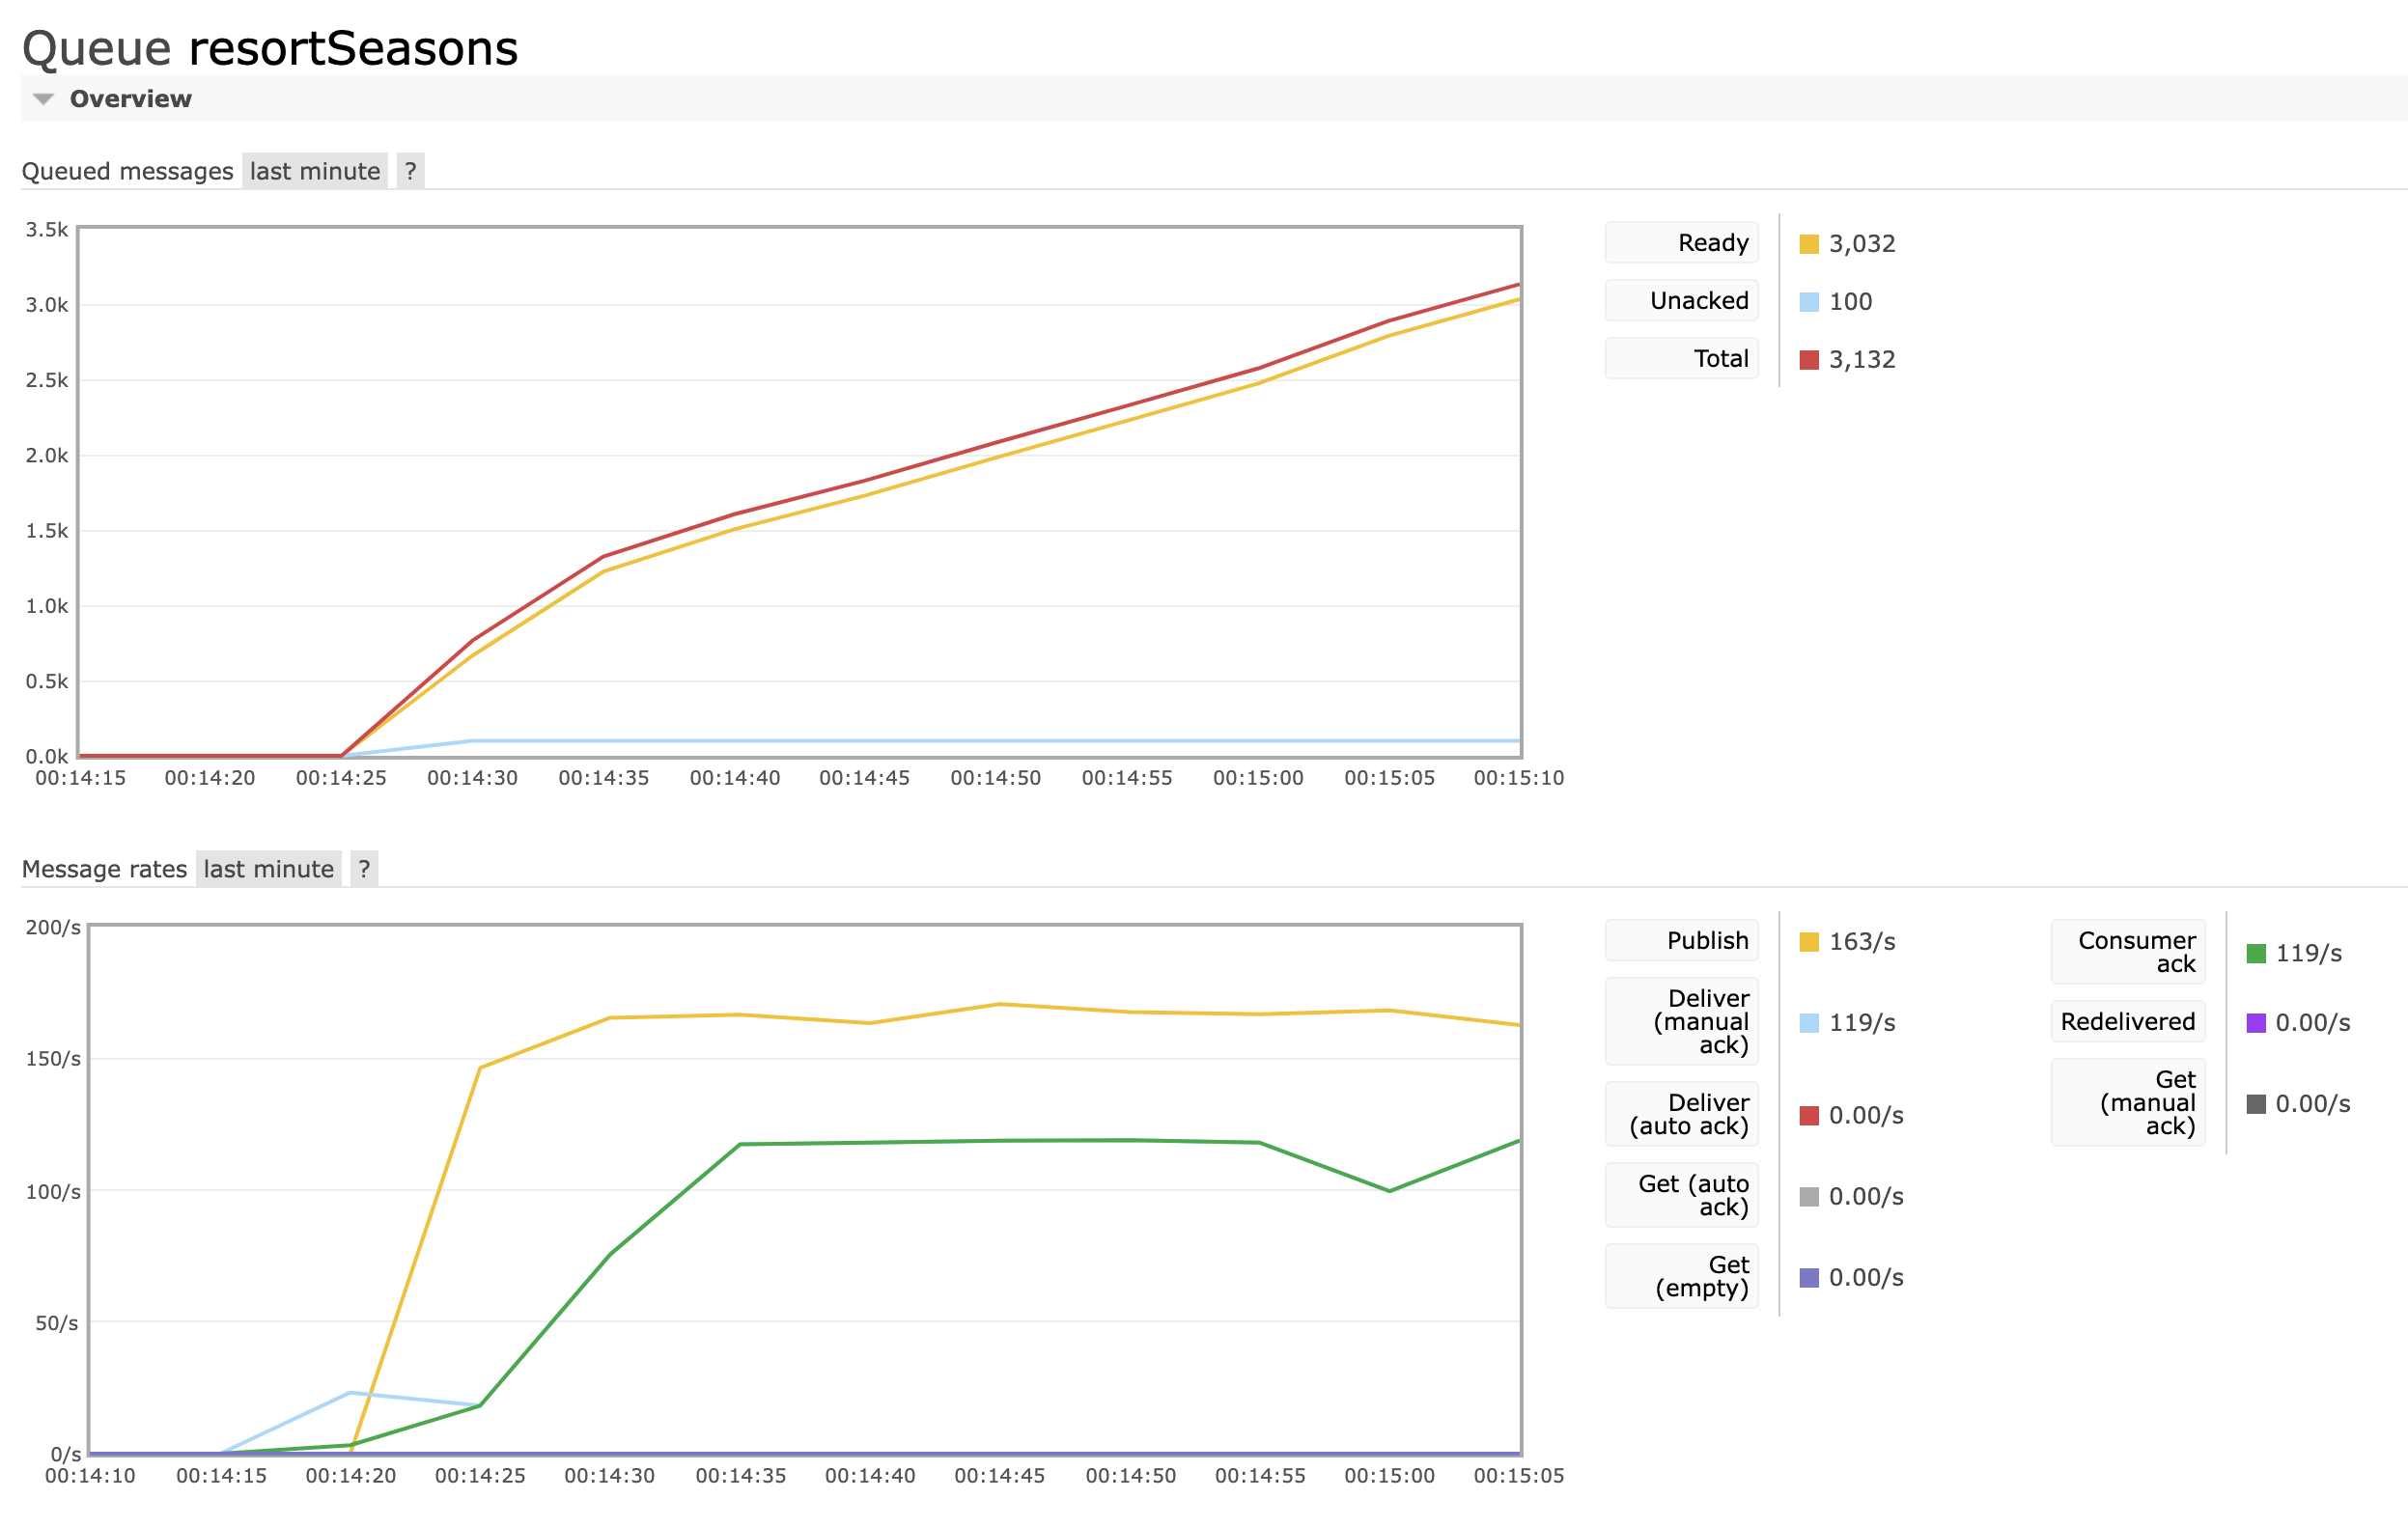 Queue resortSeasons
Overview
Queued messages last minute ?
3.5k
3.0k
2.5k
2.0k
1.5k
1.0k
0.5k
0.0k
00:14:15 00:14:20 00:14:25 00:14:30 00:14:35 00:14:40 00:14:45 00:14:50 00:14:55 00:15:00 00:15:05 00:15:10
Ready 3,032
Unacked 100
Total 3,132
Message rates last minute ?
200/s
150/s
100/s
50/s
0/s
00:14:10 00:14:15 00:14:20 00:14:25 00:14:30 00:14:35 00:14:40 00:14:45 00:14:50 00:14:55 00:15:00 00:15:05
Publish 163/s
Deliver
(manual 119/s
ack)
Deliver
(auto ack) 0.00/s
Get (auto
ack) 0.00/s
Get
(empty) 0.00/s
Consumer
ack 119/s
Redelivered 0.00/s
Get
(manual 0.00/s
ack)